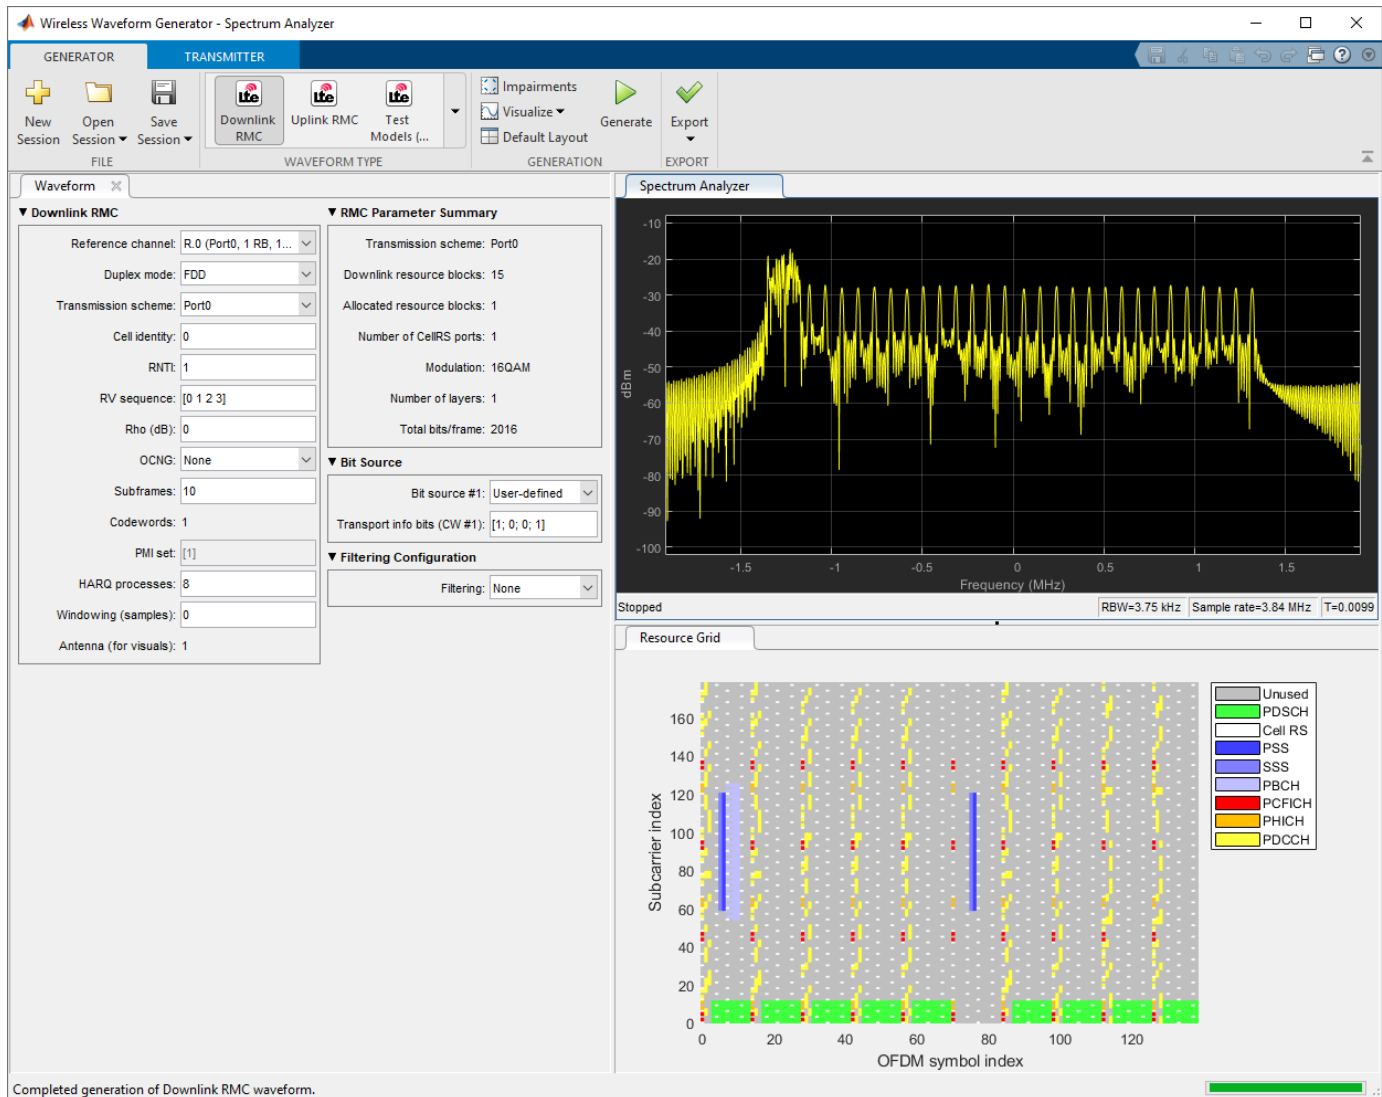 Wireless Waveform Generator - Spectrum Analyzer
GENERATOR
TRANSMITTER
New Session
Open Session
Save Session
FILE
Downlink RMC
Uplink RMC
Test Models (...
WAVEFORM TYPE
Impairments
Visualize
Default Layout
Generate
GENERATION
Export
EXPORT
Waveform
Downlink RMC
Reference channel: R.0 (Port0, 1 RB, 1...
Duplex mode: FDD
Transmission scheme: Port0
Cell identity: 0
RNTI: 1
RV sequence: [0 1 2 3]
Rho (dB): 0
OCNG: None
Subframes: 10
Codewords: 1
PMI set: [1]
HARQ processes: 8
Windowing (samples): 0
Antenna (for visuals): 1
RMC Parameter Summary
Transmission scheme: Port0
Downlink resource blocks: 15
Allocated resource blocks: 1
Number of CellRS ports: 1
Modulation: 16QAM
Number of layers: 1
Total bits/frame: 2016
Bit Source
Bit source #1: User-defined
Transport info bits (CW #1): [1; 0; 0; 1]
Filtering Configuration
Filtering: None
Spectrum Analyzer
-10
-20
-30
-40
-50
-60
-70
-80
-90
-100
dBm
-1.5
-1
-0.5
0
0.5
1
1.5
Frequency (MHz)
Stopped
RBW=3.75 kHz
Sample rate=3.84 MHz
T=0.0099
Resource Grid
160
140
120
100
80
60
40
20
0
Subcarrier index
0
20
40
60
80
100
120
OFDM symbol index
Unused
PDSCH
Cell RS
PSS
SSS
PBCH
PCFICH
PHICH
PDCCH
Completed generation of Downlink RMC waveform.